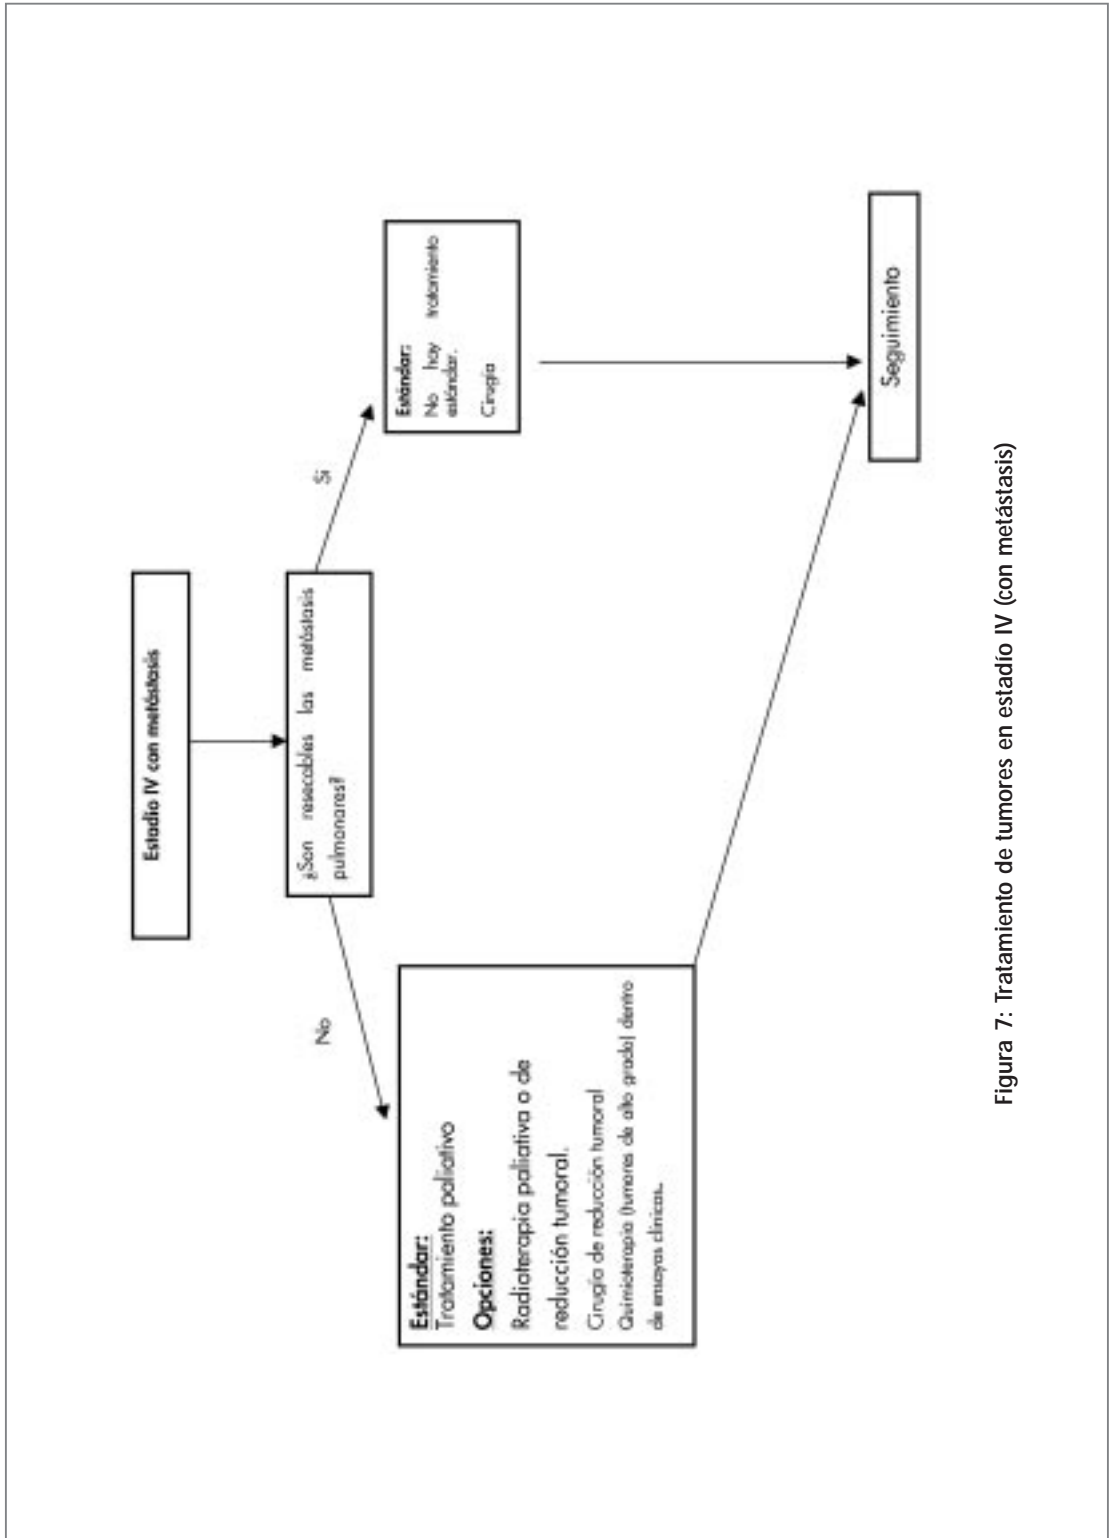 Estadio IV con metástasis
¿Son resecables las metástasis
pulmonares?
No
Si
Estándar:
Tratamiento paliativo
Opciones:
Radioterapia paliativa o de
reducción tumoral.
Cirugía de reducción tumoral
Quimioterapia (tumores de alto grado) dentro
de ensayos clínicos.
Estándar:
No hay tratamiento
estándar.
Cirugía
Seguimiento
Figura 7: Tratamiento de tumores en estadío IV (con metástasis)